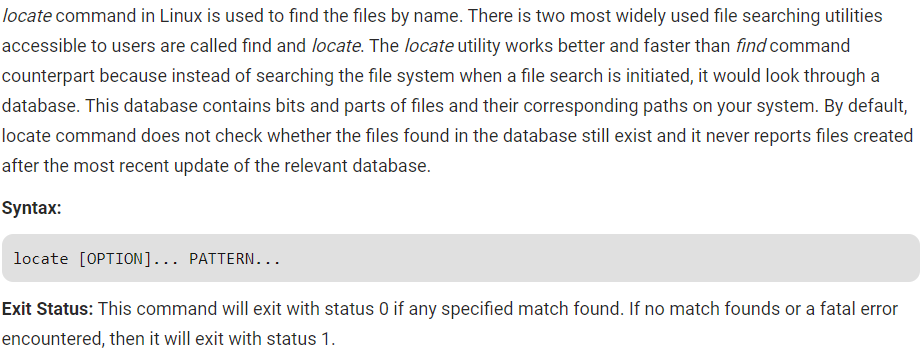 locate command in Linux is used to find the files by name. There is two most widely used file searching utilities
accessible to users are called find and locate. The locate utility works better and faster than find command
counterpart because instead of searching the file system when a file search is initiated, it would look through a
database. This database contains bits and parts of files and their corresponding paths on your system. By default,
locate command does not check whether the files found in the database still exist and it never reports files created
after the most recent update of the relevant database.
Syntax:
locate [OPTION]... PATTERN...
Exit Status: This command will exit with status 0 if any specified match found. If no match founds or a fatal error
encountered, then it will exit with status 1.